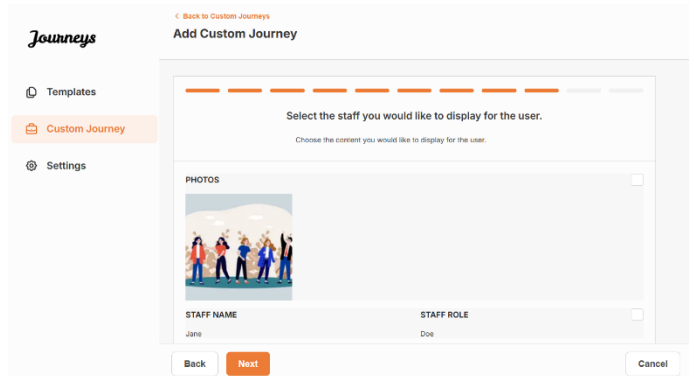 < Back to Custom Journeys
Journeys
Add Custom Journey
Templates
Custom Journey
Settings
Select the staff you would like to display for the user.
Choose the content you would like to display for the user.
PHOTOS
STAFF NAME STAFF ROLE
Jane Doe
Back Next Cancel